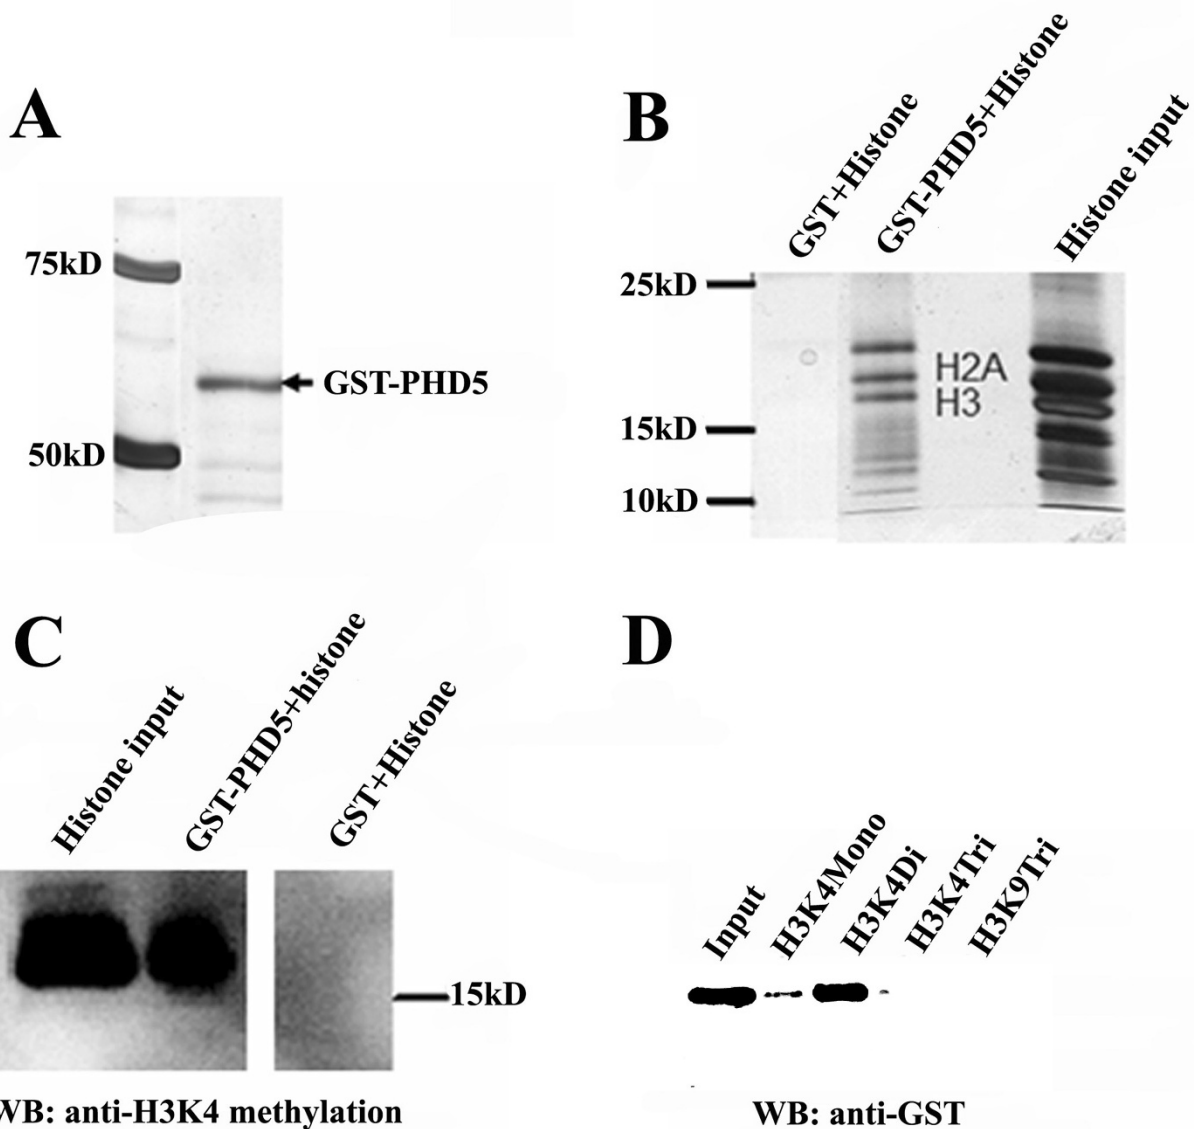 A
75kD
50kD
GST-PHD5
B
GST+Histone
GST-PHD5+Histone
Histone input
25kD
15kD
10kD
H2A
H3
C
Histone input
GST-PHD5+histone
GST+Histone
15kD
WB: anti-H3K4 methylation
D
Input
H3K4Mono
H3K4Di
H3K4Tri
H3K9Tri
WB: anti-GST